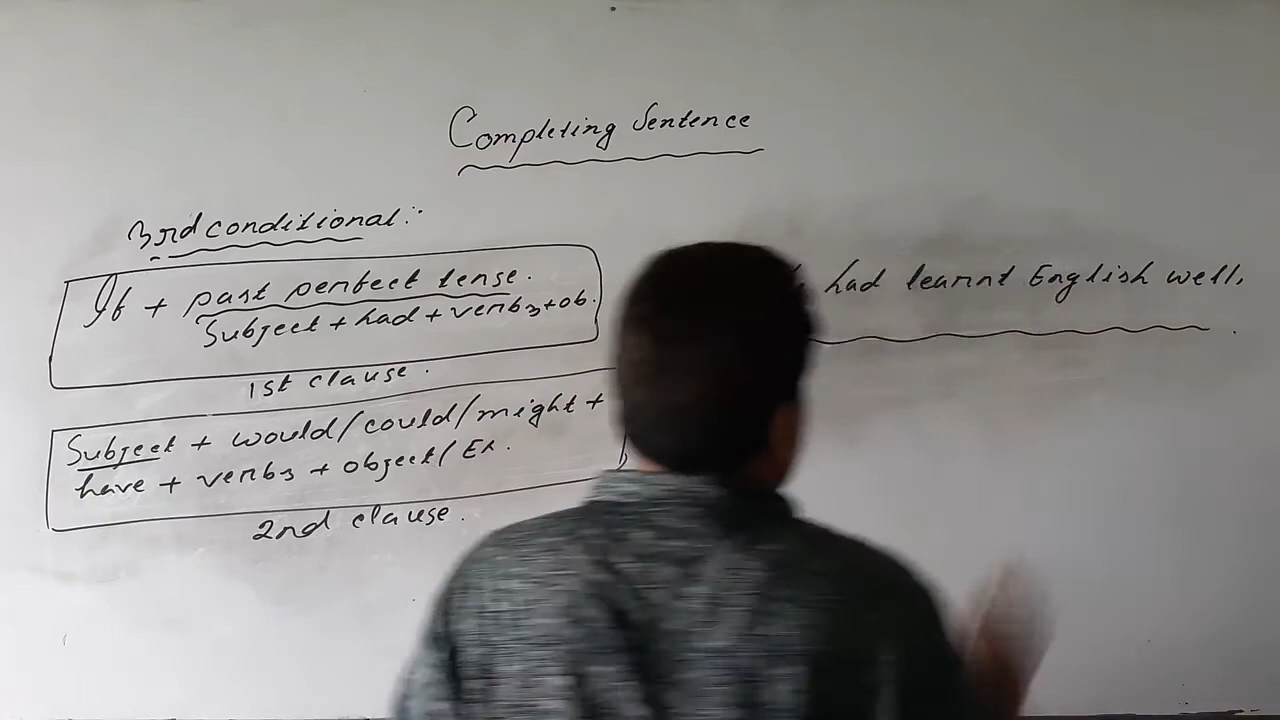 Completing Sentence
3rd conditional:
If + past perfect tense.
Subject + had + verb3+ob.
1st clause.
Subject + would/could/might +
have + verb3 + object/Ex.
2nd clause.
had learnt English well,